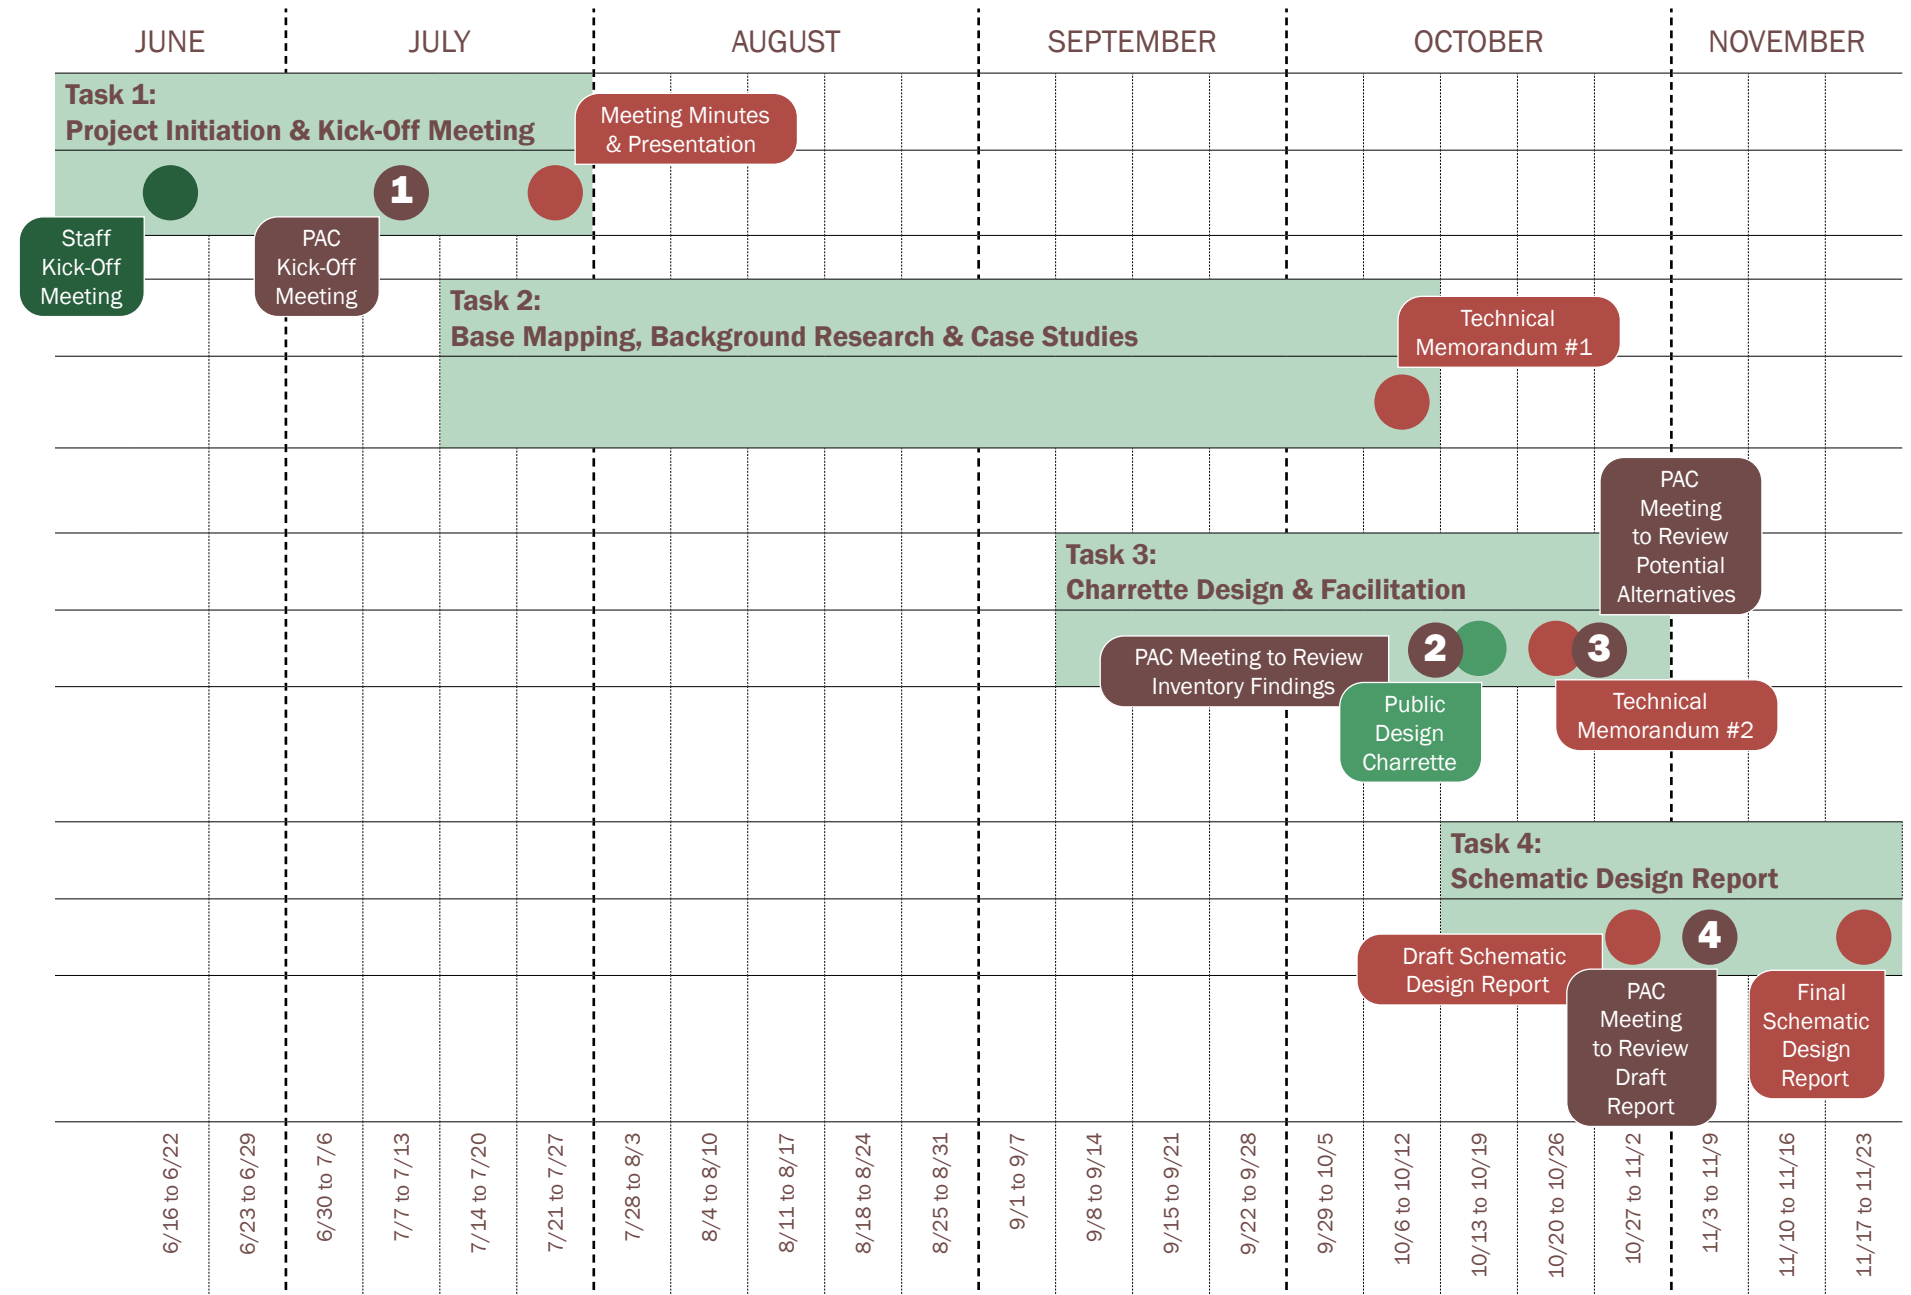 JUNE
JULY
AUGUST
SEPTEMBER
OCTOBER
NOVEMBER
Task 1:
Project Initiation & Kick-Off Meeting
Meeting Minutes
& Presentation
1
Staff
Kick-Off
Meeting
PAC
Kick-Off
Meeting
Task 2:
Base Mapping, Background Research & Case Studies
Technical
Memorandum #1
PAC
Meeting
to Review
Potential
Alternatives
Task 3:
Charrette Design & Facilitation
2
3
PAC Meeting to Review
Inventory Findings
Public
Design
Charrette
Technical
Memorandum #2
Task 4:
Schematic Design Report
4
Draft Schematic
Design Report
PAC
Meeting
to Review
Draft
Report
Final
Schematic
Design
Report
6/16 to 6/22
6/23 to 6/29
6/30 to 7/6
7/7 to 7/13
7/14 to 7/20
7/21 to 7/27
7/28 to 8/3
8/4 to 8/10
8/11 to 8/17
8/18 to 8/24
8/25 to 8/31
9/1 to 9/7
9/8 to 9/14
9/15 to 9/21
9/22 to 9/28
9/29 to 10/5
10/6 to 10/12
10/13 to 10/19
10/20 to 10/26
10/27 to 11/2
11/3 to 11/9
11/10 to 11/16
11/17 to 11/23